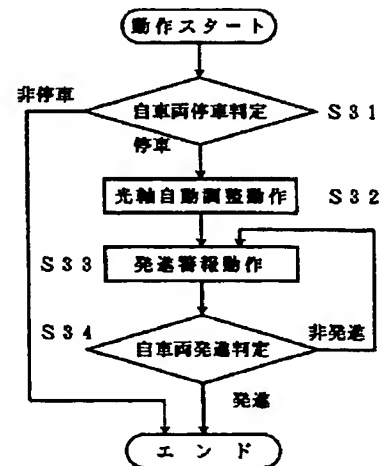 動作スタート
非停車
自車両停車判定
S31
停車
光軸自動調整動作
S32
S33
発進警報動作
S34
自車両発進判定
非発進
発進
エンド